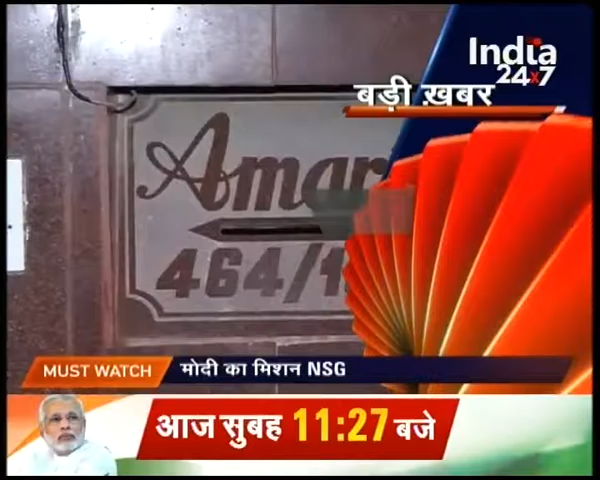 India
24x7
बड़ी ख़बर
Amar
464/1
MUST WATCH
मोदी का मिशन NSG
आज सुबह 11:27 बजे